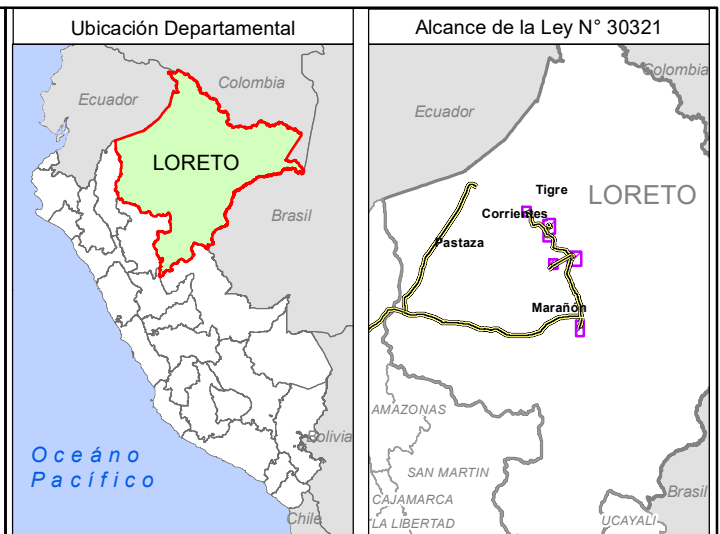 Ubicación Departamental
Colombia
Ecuador
LORETO
Brasil
Oceáno
Pacífico
Bolivia
Chile
Alcance de la Ley N° 30321
Colombia
Ecuador
Tigre
LORETO
Corrientes
Pastaza
Marañón
AMAZONAS
SAN MARTIN
CAJAMARCA
Brasil
LA LIBERTAD
UCAYALI